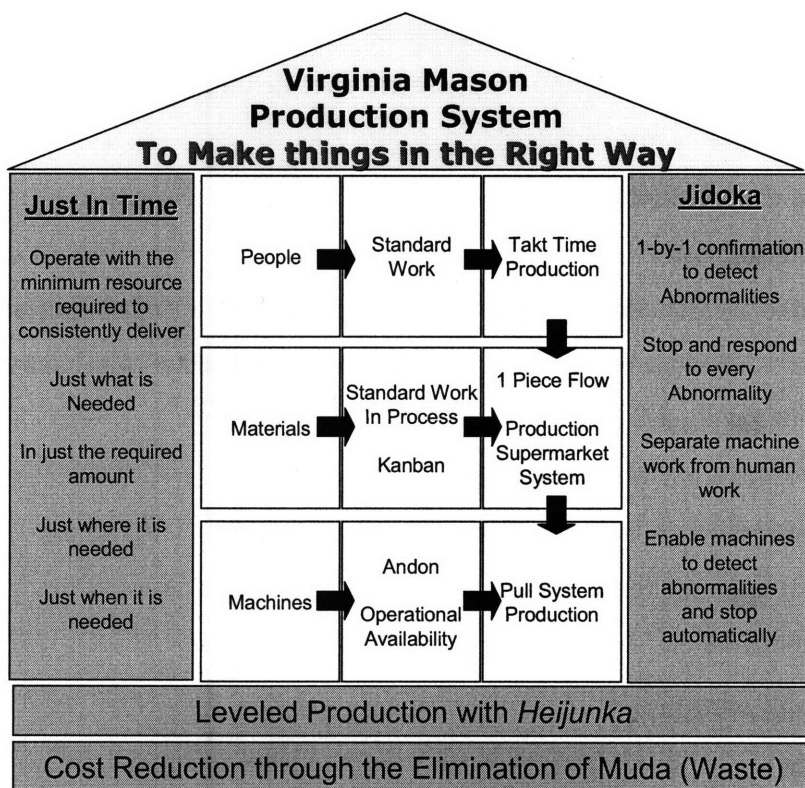 Virginia Mason
Production System
To Make things in the Right Way
Just In Time
Operate with the
minimum resource
required to
consistently deliver
Just what is
Needed
In just the required
amount
Just where it is
needed
Just when it is
needed
People
Standard
Work
Takt Time
Production
Materials
Standard Work
In Process
Kanban
1 Piece Flow
Production
Supermarket
System
Machines
Andon
Operational
Availability
Pull System
Production
Jidoka
1-by-1 confirmation
to detect
Abnormalities
Stop and respond
to every
Abnormality
Separate machine
work from human
work
Enable machines
to detect
abnormalities
and stop
automatically
Leveled Production with Heijunka
Cost Reduction through the Elimination of Muda (Waste)